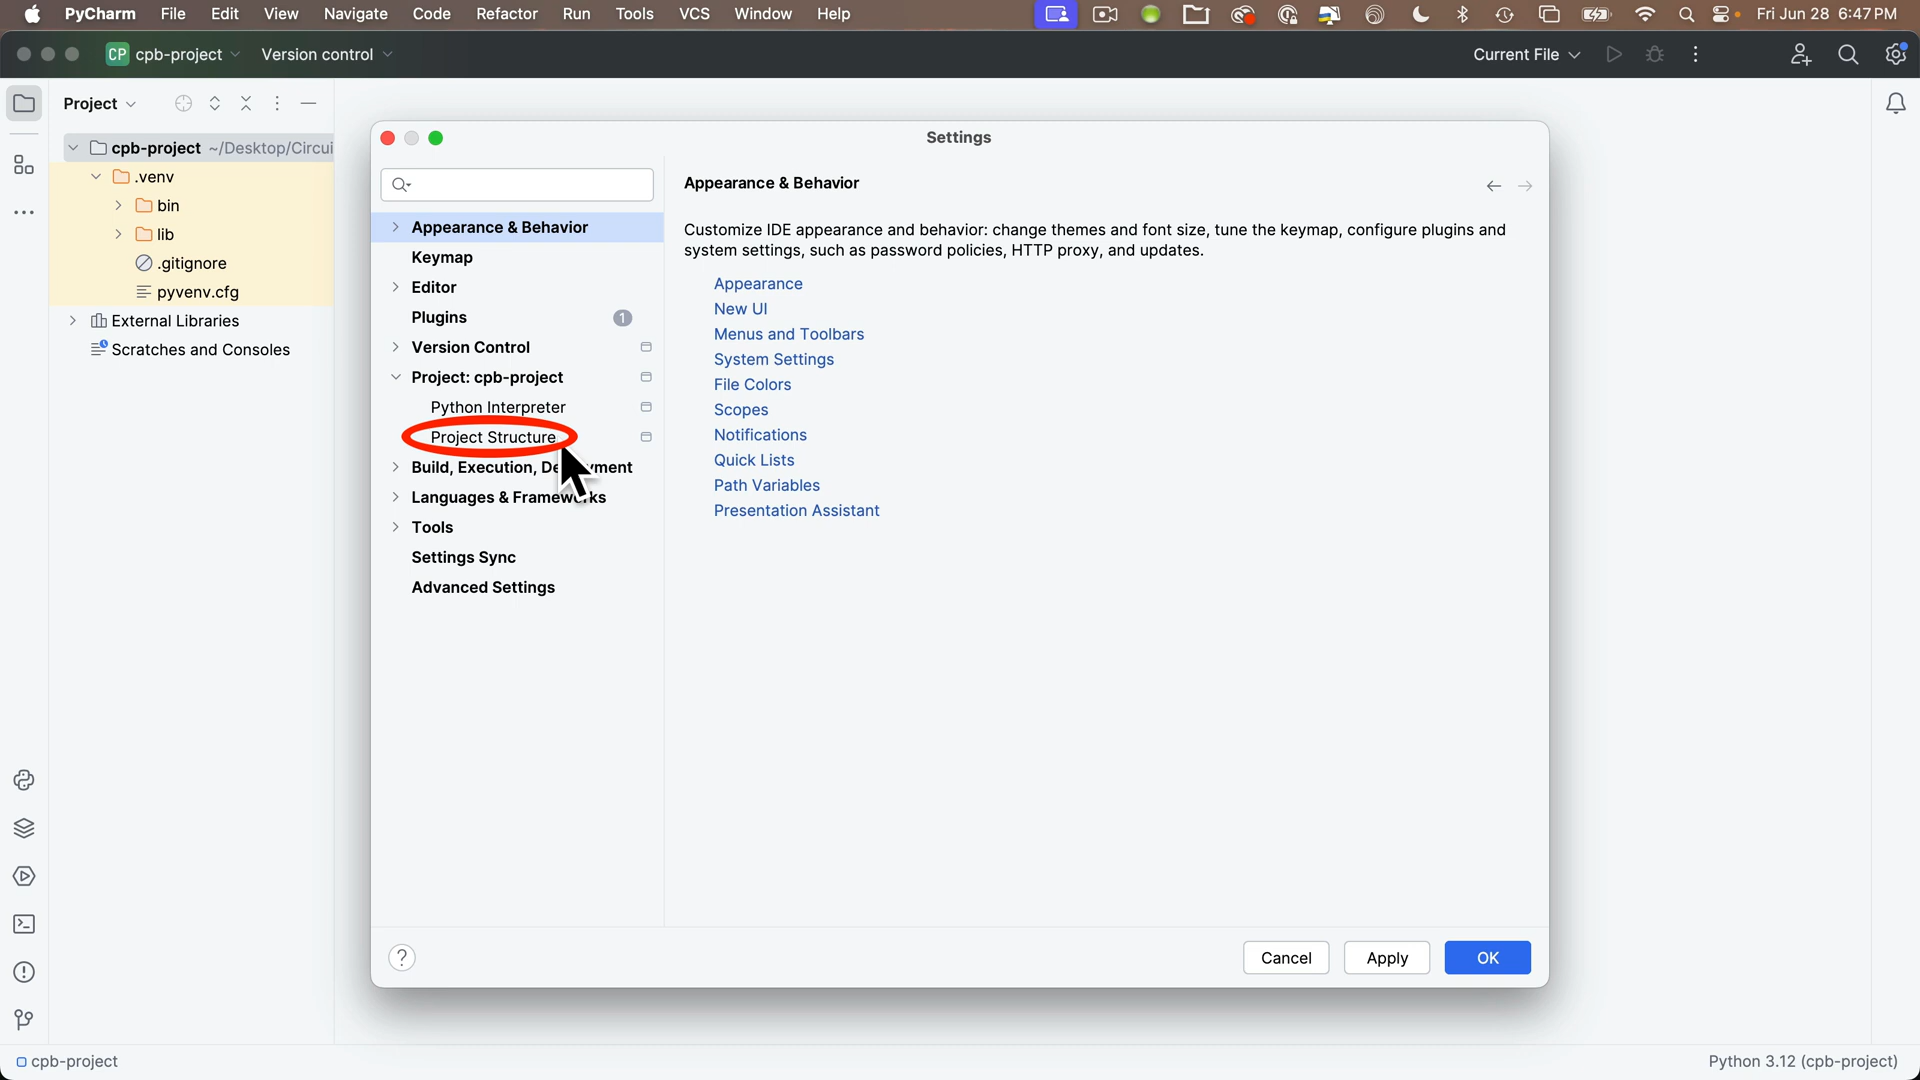 PyCharm File Edit View Navigate Code Refactor Run Tools VCS Window Help Fri Jun 28 6:47 PM
CP cpb-project Version control Current File
Project
Settings
cpb-project ~/Desktop/Circui
.venv
bin
lib
.gitignore
pyvenv.cfg
External Libraries
Scratches and Consoles
Appearance & Behavior
Keymap
Editor
Plugins 1
Version Control
Project: cpb-project
Python Interpreter
Project Structure
Build, Execution, De ment
Languages & Frameworks
Tools
Settings Sync
Advanced Settings
Appearance & Behavior
Customize IDE appearance and behavior: change themes and font size, tune the keymap, configure plugins and
system settings, such as password policies, HTTP proxy, and updates.
Appearance
New UI
Menus and Toolbars
System Settings
File Colors
Scopes
Notifications
Quick Lists
Path Variables
Presentation Assistant
? Cancel Apply OK
cpb-project Python 3.12 (cpb-project)